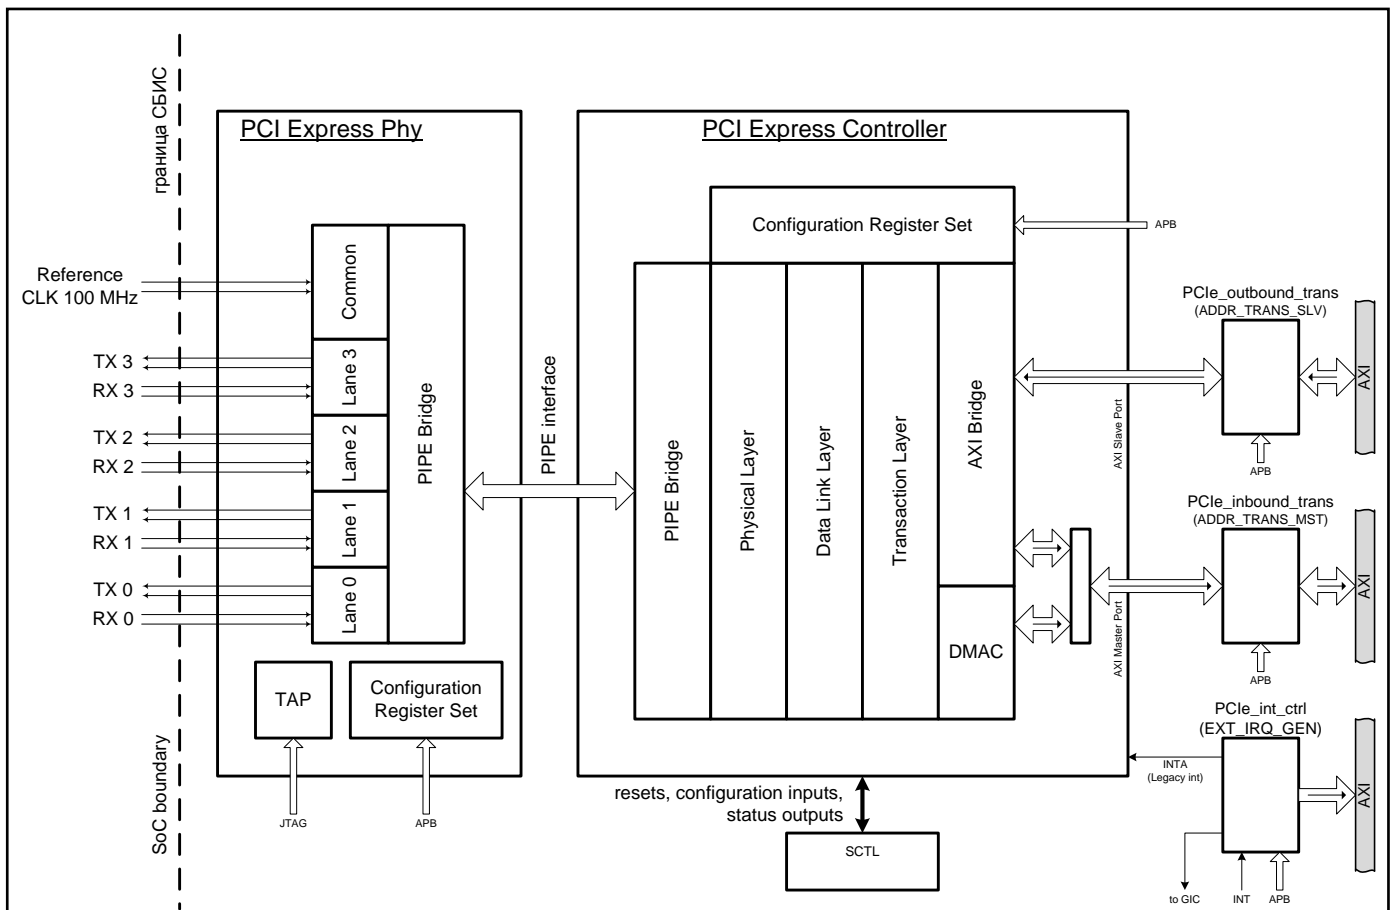 граница СБИС
SoC boundary
Reference
CLK 100 MHz
TX 3
RX 3
TX 2
RX 2
TX 1
RX 1
TX 0
RX 0
PCI Express Phy
Common
Lane 3
Lane 2
Lane 1
Lane 0
PIPE Bridge
TAP
Configuration
Register Set
JTAG
APB
PIPE interface
PCI Express Controller
Configuration Register Set
APB
PIPE Bridge
Physical Layer
Data Link Layer
Transaction Layer
AXI Bridge
DMAC
AXI Slave Port
AXI Master Port
resets, configuration inputs,
status outputs
SCTL
PCIe_outbound_trans
(ADDR_TRANS_SLV)
APB
AXI
PCIe_inbound_trans
(ADDR_TRANS_MST)
APB
AXI
PCIe_int_ctrl
(EXT_IRQ_GEN)
INTA
(Legacy int)
AXI
to GIC
INT
APB